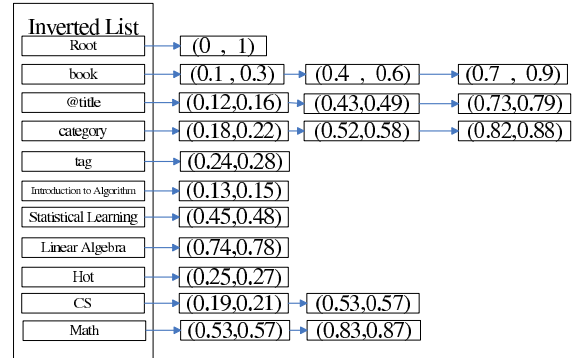 Inverted List
Root (0 , 1)
book (0.1 , 0.3) (0.4 , 0.6) (0.7 , 0.9)
@title (0.12,0.16) (0.43,0.49) (0.73,0.79)
category (0.18,0.22) (0.52,0.58) (0.82,0.88)
tag (0.24,0.28)
Introduction to Algorithm (0.13,0.15)
Statistical Learning (0.45,0.48)
Linear Algebra (0.74,0.78)
Hot (0.25,0.27)
CS (0.19,0.21) (0.53,0.57)
Math (0.53,0.57) (0.83,0.87)